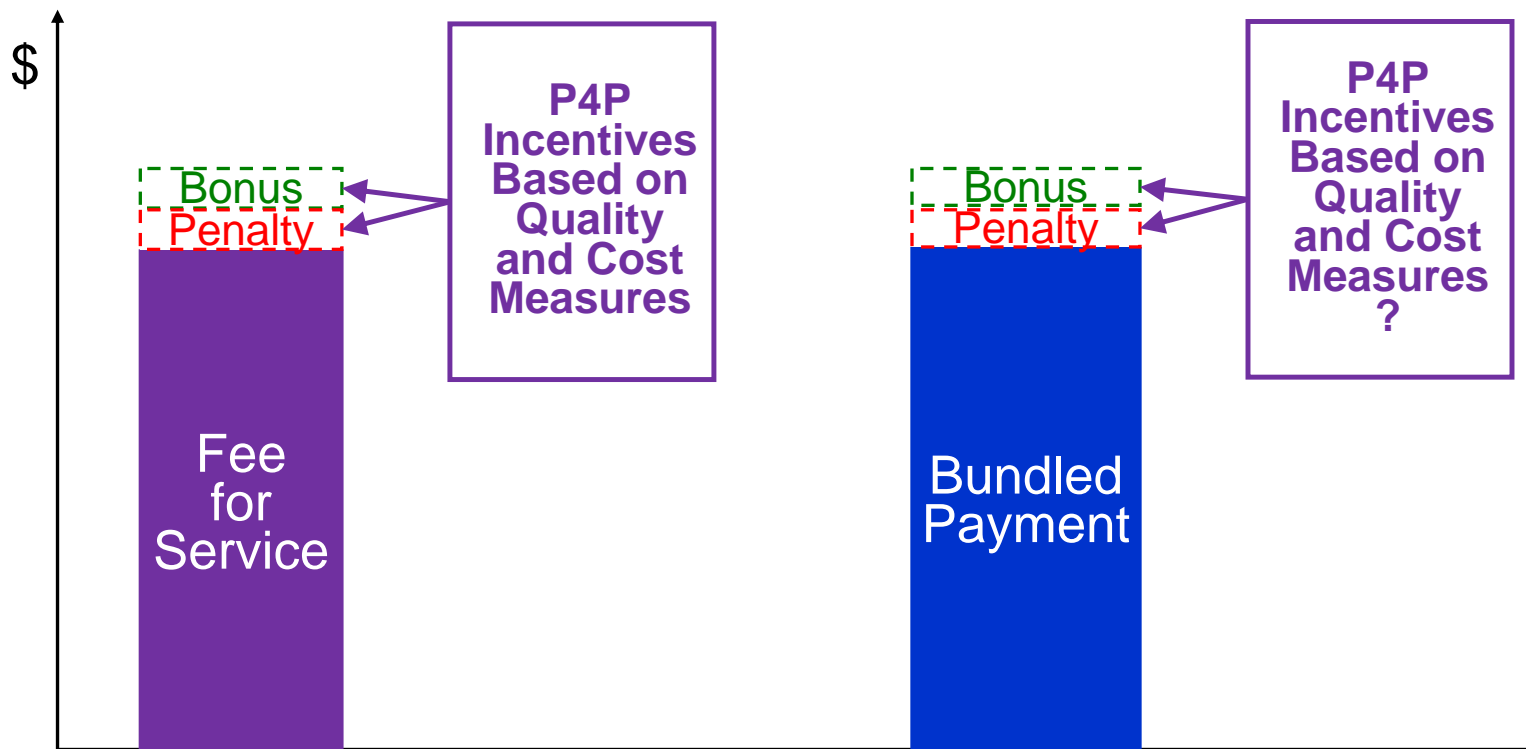 $
P4P
Incentives
Based on
Quality
and Cost
Measures
Bonus
Penalty
Fee
for
Service
P4P
Incentives
Based on
Quality
and Cost
Measures
?
Bonus
Penalty
Bundled
Payment